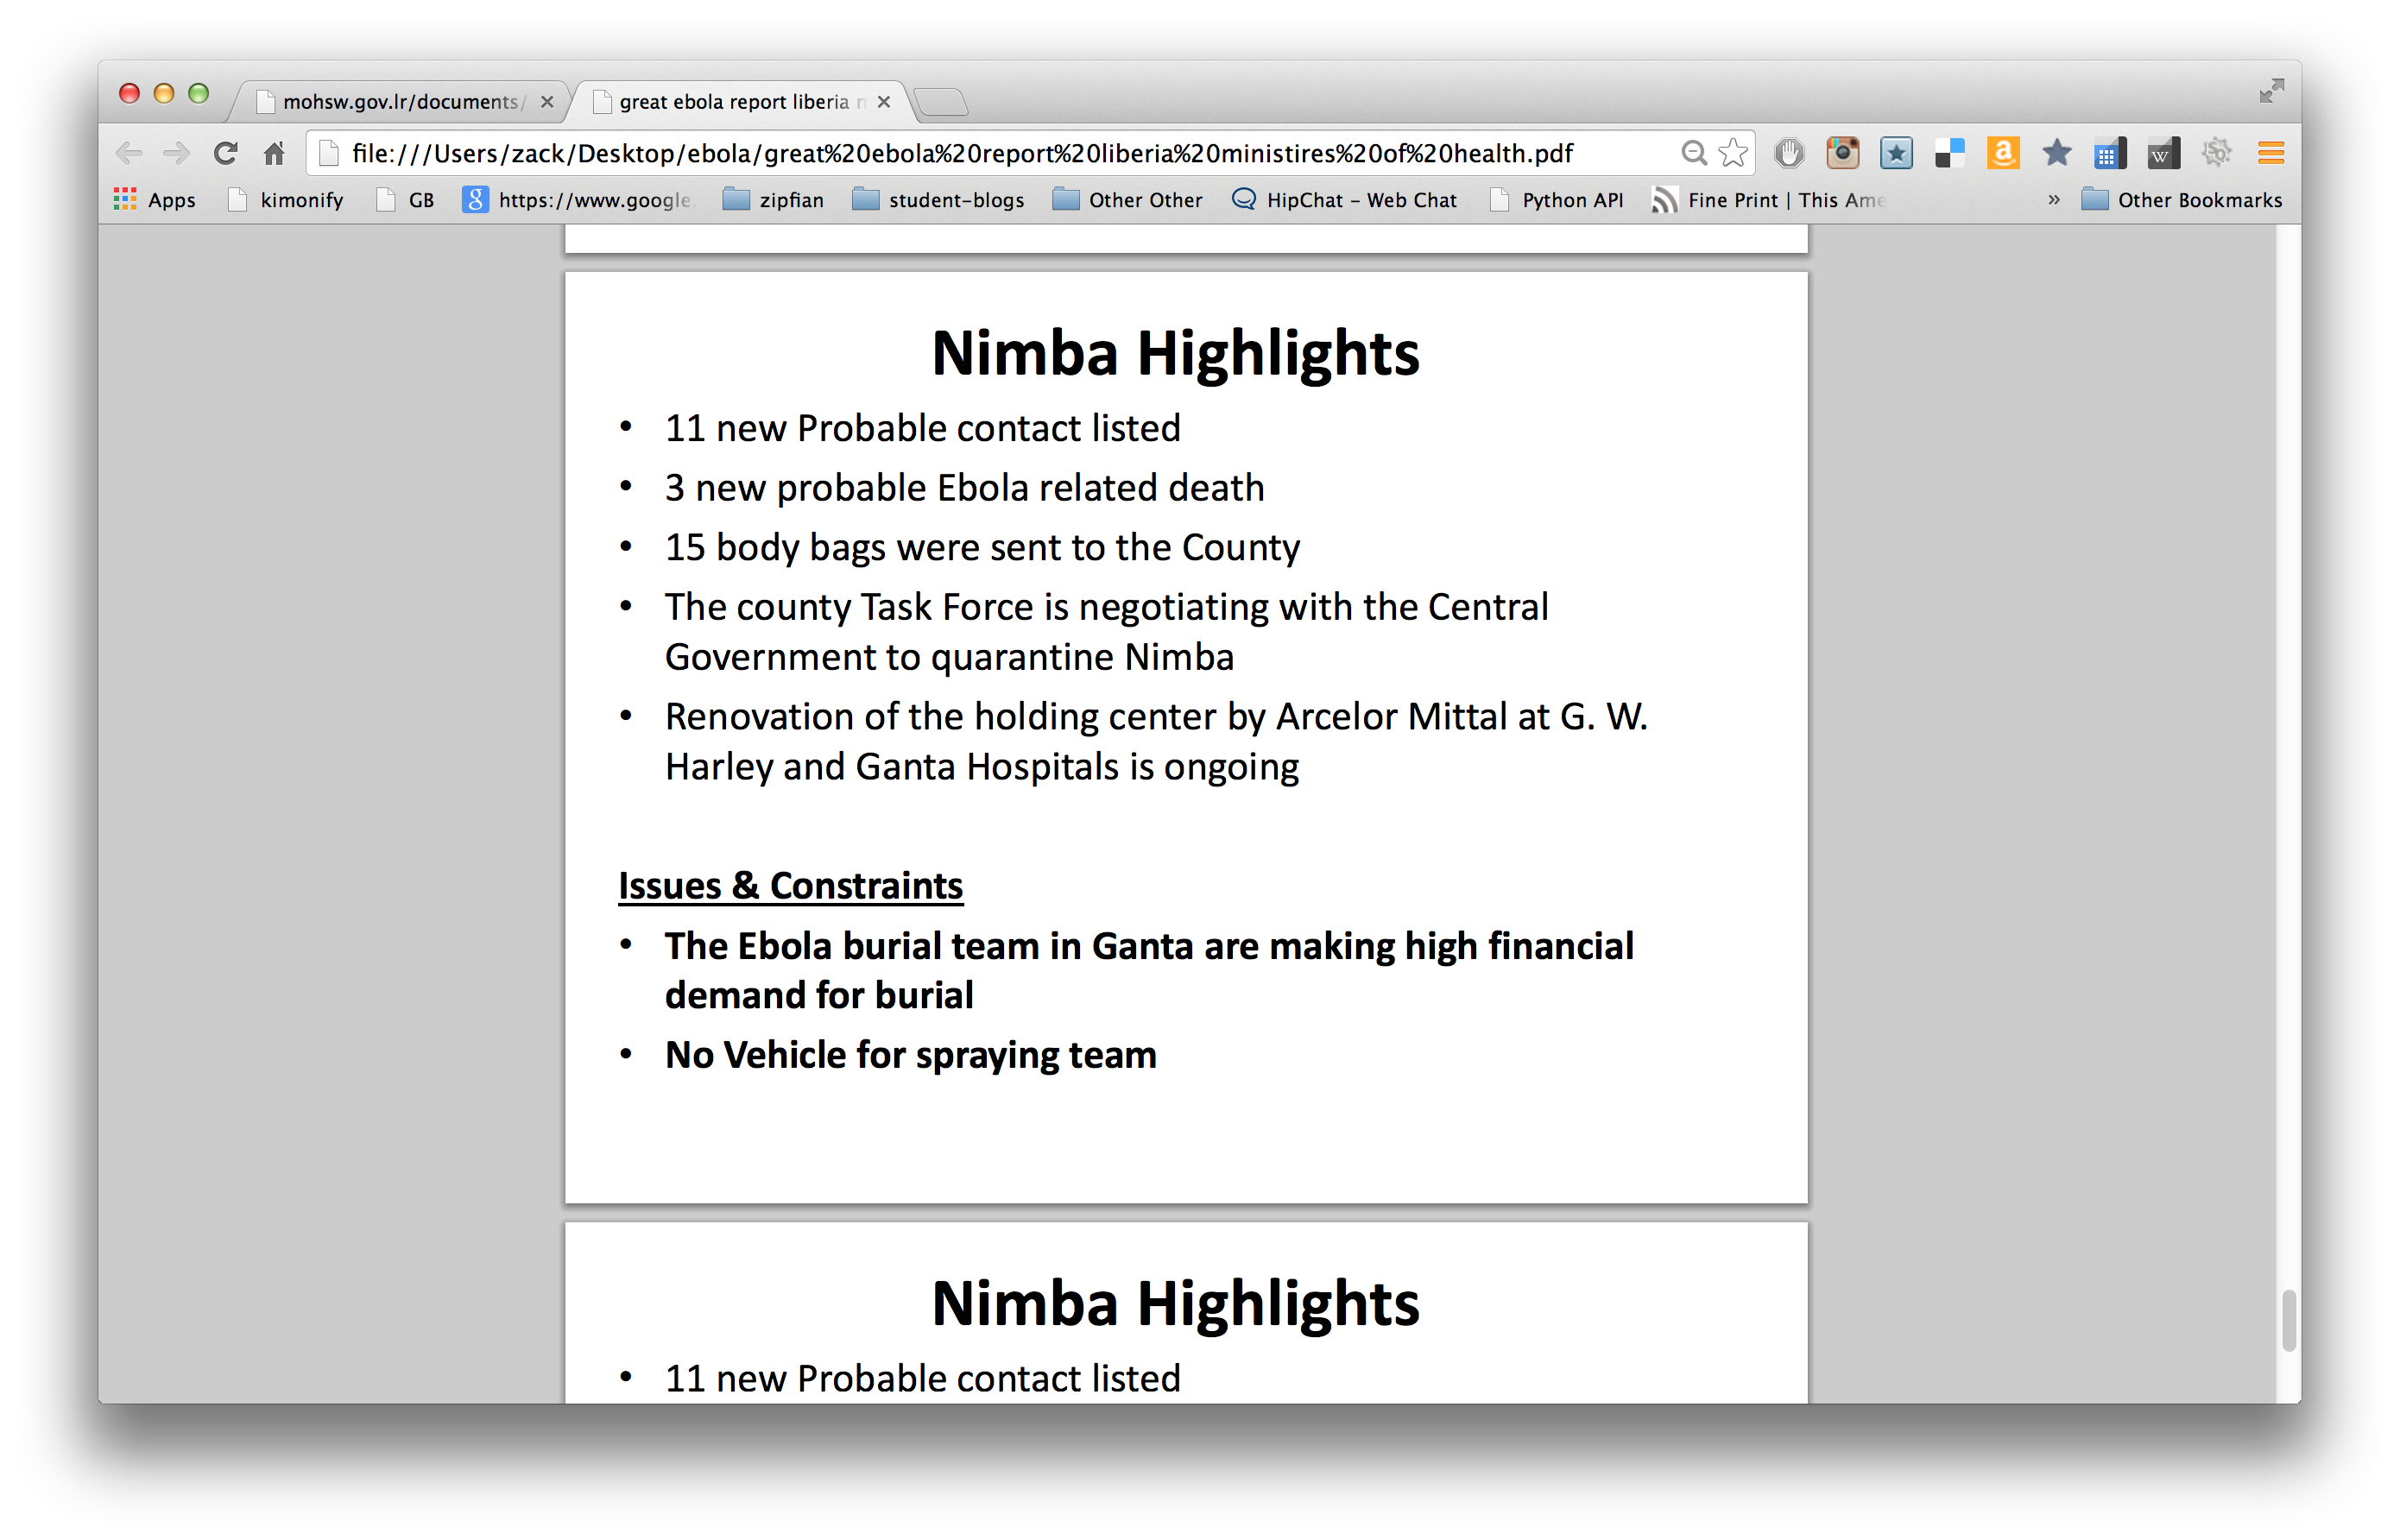 mohsw.gov.lr/documents/
great ebola report liberia
file:///Users/zack/Desktop/ebola/great%20ebola%20report%20liberia%20ministires%20of%20health.pdf
Apps kimonify GB https://www.google. zipfian student-blogs Other Other HipChat - Web Chat Python API Fine Print | This Ame » Other Bookmarks
Nimba Highlights
• 11 new Probable contact listed
• 3 new probable Ebola related death
• 15 body bags were sent to the County
• The county Task Force is negotiating with the Central
Government to quarantine Nimba
• Renovation of the holding center by Arcelor Mittal at G. W.
Harley and Ganta Hospitals is ongoing
Issues & Constraints
• The Ebola burial team in Ganta are making high financial
demand for burial
• No Vehicle for spraying team
Nimba Highlights
• 11 new Probable contact listed